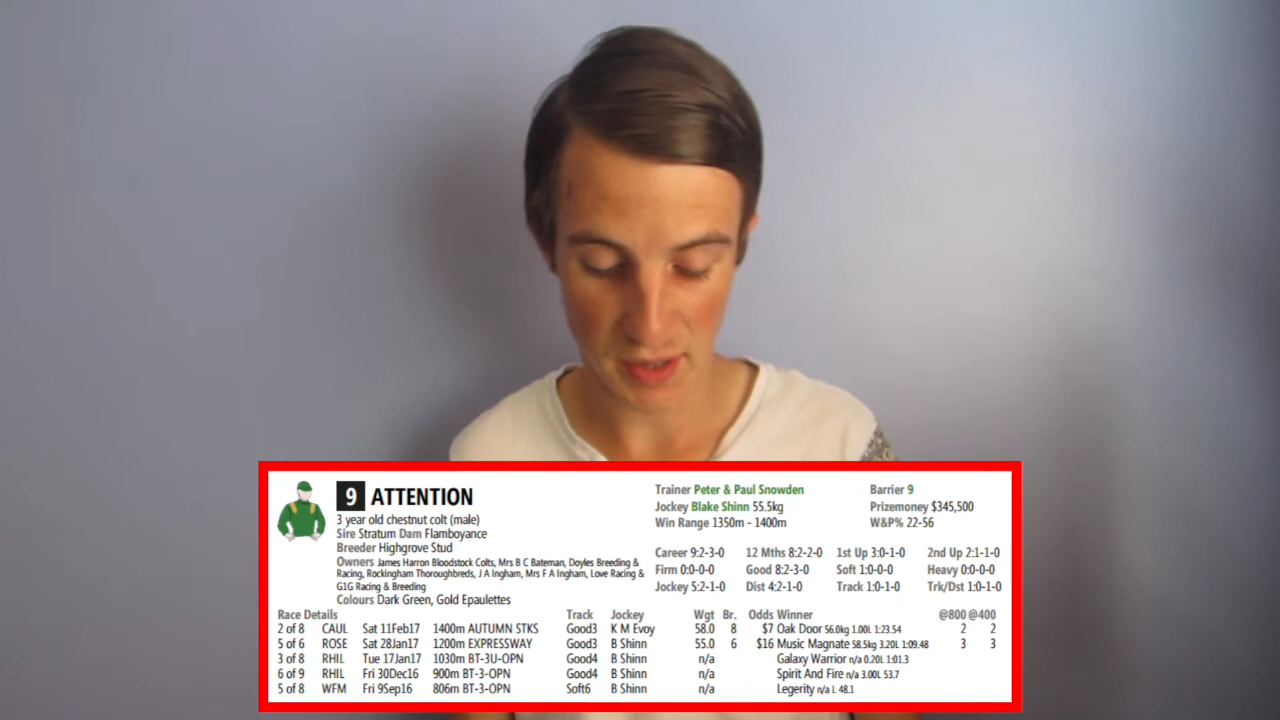 9 ATTENTION
3 year old chestnut colt (male)
Sire Stratum Dam Flamboyance
Breeder Highgrove Stud
Owners James Harron Bloodstock Colts, Mrs B C Bateman, Doyles Breeding &
Racing, Rockingham Thoroughbreds, J A Ingham, Mrs F A Ingham, Love Racing &
G1G Racing & Breeding
Colours Dark Green, Gold Epaulettes
Trainer Peter & Paul Snowden
Jockey Blake Shinn 55.5kg
Win Range 1350m - 1400m
Barrier 9
Prizemoney $345,500
W&P% 22-56
Career 9:2-3-0 12 Mths 8:2-2-0 1st Up 3:0-1-0 2nd Up 2:1-1-0
Firm 0:0-0-0 Good 8:2-3-0 Soft 1:0-0-0 Heavy 0:0-0-0
Jockey 5:2-1-0 Dist 4:2-1-0 Track 1:0-1-0 Trk/Dst 1:0-1-0
Race Details Track Jockey Wgt Br. Odds Winner @800 @400
2 of 8 CAUL Sat 11Feb17 1400m AUTUMN STKS Good3 K M Evoy 58.0 8 $7 Oak Door 56.0kg 1.00L 1:23.54 2 2
5 of 6 ROSE Sat 28Jan17 1200m EXPRESSWAY Good3 B Shinn 55.0 6 $16 Music Magnate 58.5kg 3.20L 1:09.48 3 3
3 of 8 RHIL Tue 17Jan17 1030m BT-3U-OPN Good4 B Shinn n/a Galaxy Warrior n/a 0.20L 1:01.3
6 of 9 RHIL Fri 30Dec16 900m BT-3-OPN Good4 B Shinn n/a Spirit And Fire n/a 3.00L 53.7
5 of 8 WFM Fri 9Sep16 806m BT-3-OPN Soft6 B Shinn n/a Legerity n/a L 48.1